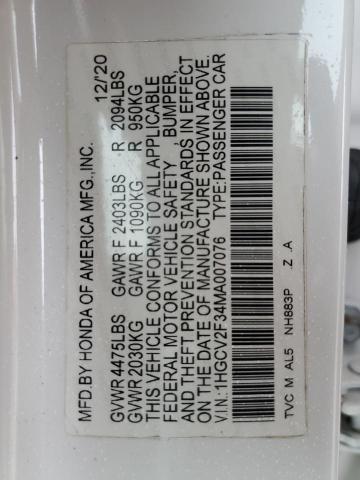 MFD.BY HONDA OF AMERICA MFG.,INC. 12/'20
GVWR 4475LBS GAWR F 2403LBS R 2094LBS
GVWR 2030KG GAWR F 1090KG R 950KG
THIS VEHICLE CONFORMS TO ALL APPLICABLE
FEDERAL MOTOR VEHICLE SAFETY , BUMPER,
AND THEFT PREVENTION STANDARDS IN EFFECT
ON THE DATE OF MANUFACTURE SHOWN ABOVE.
V.I.N.: 1HGCV2F34MA007076 TYPE:PASSENGER CAR
TVC M AL5 NH883P .Z .A